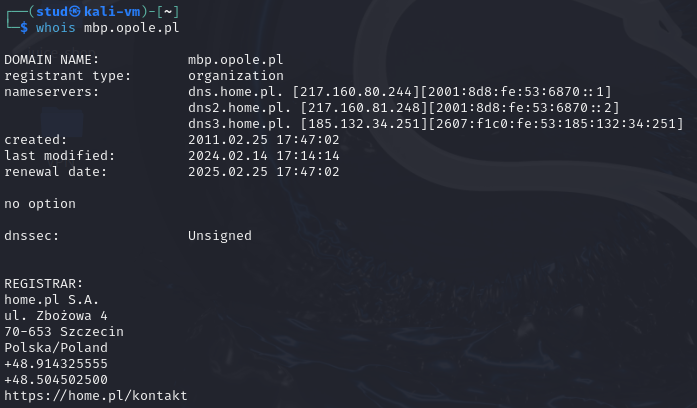 ┌──(stud㉿kali-vm)-[~]
└─$ whois mbp.opole.pl

DOMAIN NAME:           mbp.opole.pl
registrant type:       organization
nameservers:           dns.home.pl. [217.160.80.244][2001:8d8:fe:53:6870::1]
                       dns2.home.pl. [217.160.81.248][2001:8d8:fe:53:6870::2]
                       dns3.home.pl. [185.132.34.251][2607:f1c0:fe:53:185:132:34:251]
created:               2011.02.25 17:47:02
last modified:         2024.02.14 17:14:14
renewal date:          2025.02.25 17:47:02

no option

dnssec:                Unsigned


REGISTRAR:
home.pl S.A.
ul. Zbożowa 4
70-653 Szczecin
Polska/Poland
+48.914325555
+48.504502500
https://home.pl/kontakt